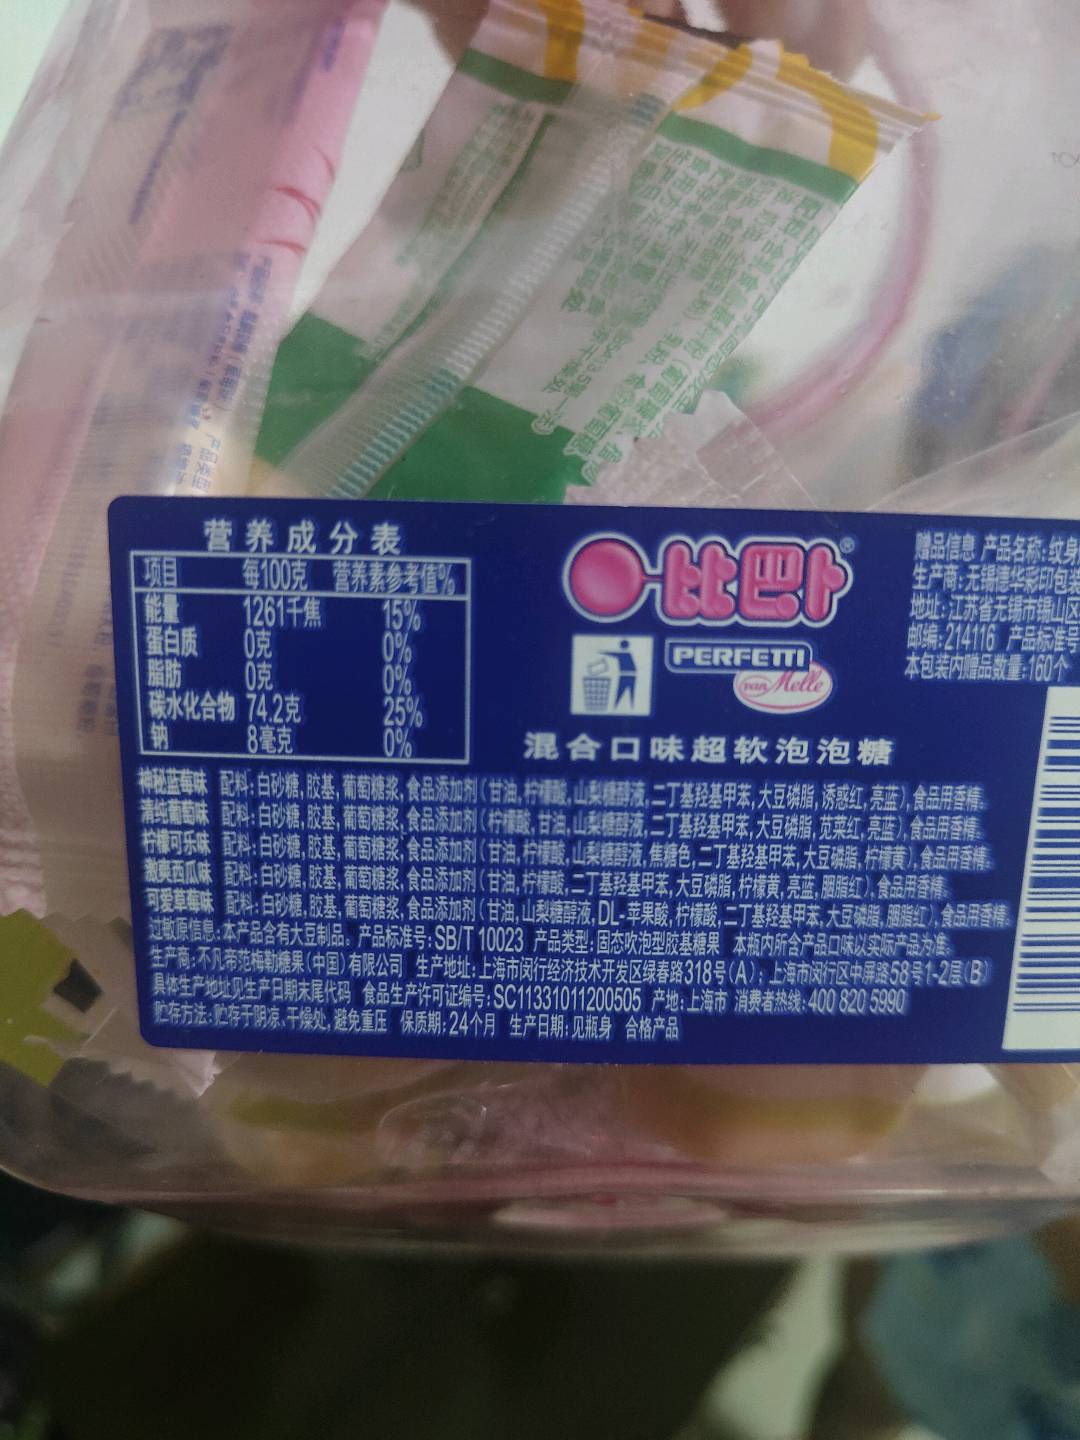 营养成分表
项目 每100克 营养素参考值%
能量 1261千焦 15%
蛋白质 0克 0%
脂肪 0克 0%
碳水化合物 74.2克 25%
钠 8毫克 0%
比巴卜®
PERFETTI
van Melle
混合口味超软泡泡糖
赠品信息 产品名称:纹身
生产商:无锡德华彩印包装
地址:江苏省无锡市锡山区
邮编:214116 产品标准号
本包装内赠品数量:160个
神秘蓝莓味 配料:白砂糖,胶基,葡萄糖浆,食品添加剂(甘油,柠檬酸,山梨糖醇液,二丁基羟基甲苯,大豆磷脂,诱惑红,亮蓝),食品用香精.
清纯葡萄味 配料:白砂糖,胶基,葡萄糖浆,食品添加剂(柠檬酸,甘油,山梨糖醇液,二丁基羟基甲苯,大豆磷脂,苋菜红,亮蓝),食品用香精.
柠檬可乐味 配料:白砂糖,胶基,葡萄糖浆,食品添加剂(甘油,柠檬酸,山梨糖醇液,焦糖色,二丁基羟基甲苯,大豆磷脂,柠檬黄),食品用香精.
激爽西瓜味 配料:白砂糖,胶基,葡萄糖浆,食品添加剂(甘油,柠檬酸,二丁基羟基甲苯,大豆磷脂,柠檬黄,亮蓝,胭脂红),食品用香精.
可爱草莓味 配料:白砂糖,胶基,葡萄糖浆,食品添加剂(甘油,山梨糖醇液,DL-苹果酸,柠檬酸,二丁基羟基甲苯,大豆磷脂,胭脂红),食品用香精.
过敏原信息:本产品含有大豆制品。产品标准号:SB/T 10023 产品类型:固态吹泡型胶基糖果 本瓶内所含产品口味以实际产品为准.
生产商:不凡帝范梅勒糖果(中国)有限公司 生产地址:上海市闵行经济技术开发区绿春路318号(A);上海市闵行区中屏路58号1-2层(B)
具体生产地址见生产日期末尾代码 食品生产许可证编号:SC11331011200505 产地:上海市 消费者热线:400 820 5990
贮存方法:贮存于阴凉、干燥处,避免重压 保质期:24个月 生产日期:见瓶身 合格产品